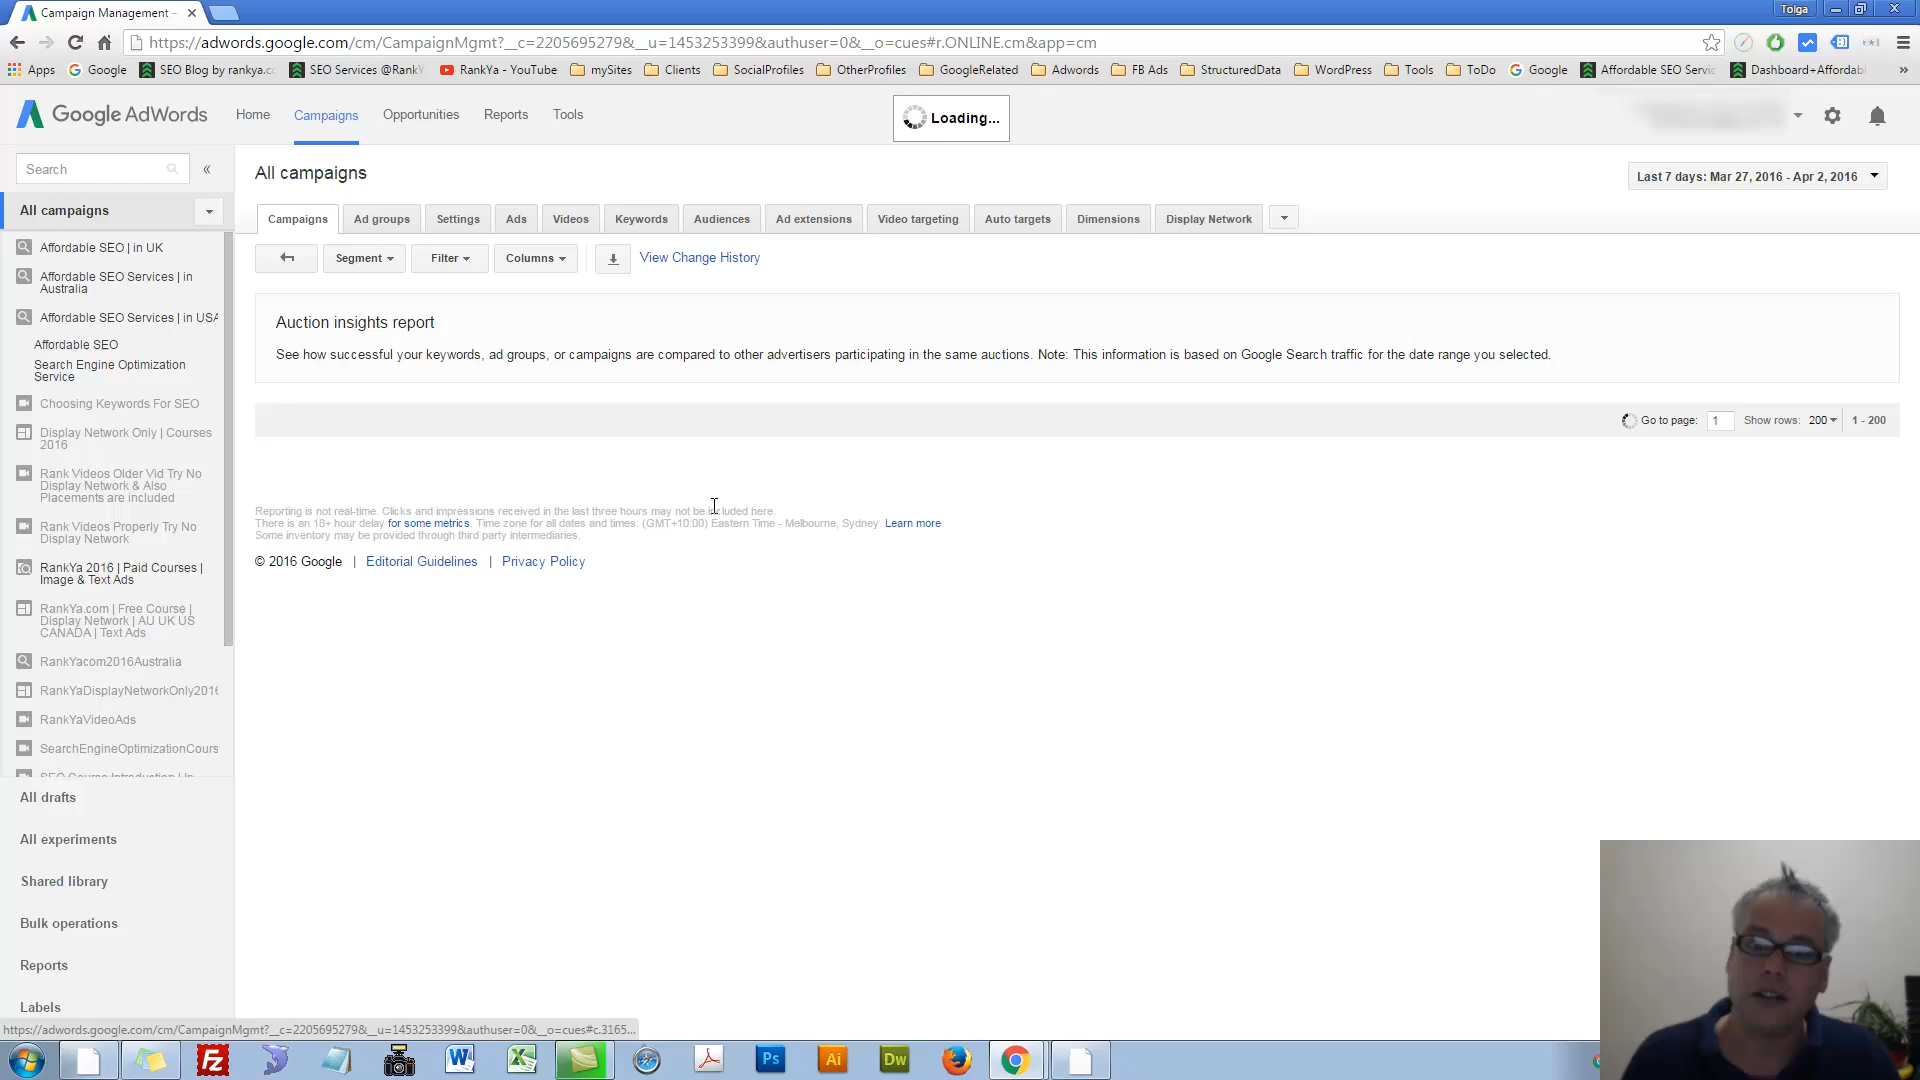 Campaign Management -
Tolga
https://adwords.google.com/cm/CampaignMgmt?__c=2205695279&__u=1453253399&authuser=0&__o=cues#r.ONLINE.cm&app=cm
Apps Google SEO Blog by rankya.c SEO Services @RankY RankYa - YouTube mySites Clients SocialProfiles OtherProfiles GoogleRelated Adwords FB Ads StructuredData WordPress Tools ToDo Google Affordable SEO Servic Dashboard+Affordabl »
Google AdWords Home Campaigns Opportunities Reports Tools
Loading...
Search «
All campaigns
Last 7 days: Mar 27, 2016 - Apr 2, 2016
All campaigns
Campaigns Ad groups Settings Ads Videos Keywords Audiences Ad extensions Video targeting Auto targets Dimensions Display Network
Segment Filter Columns View Change History
Auction insights report
See how successful your keywords, ad groups, or campaigns are compared to other advertisers participating in the same auctions. Note: This information is based on Google Search traffic for the date range you selected.
Go to page: 1 Show rows: 200 1 - 200
Reporting is not real-time. Clicks and impressions received in the last three hours may not be included here.
There is an 18+ hour delay for some metrics. Time zone for all dates and times: (GMT+10:00) Eastern Time - Melbourne, Sydney. Learn more
Some inventory may be provided through third party intermediaries.
© 2016 Google | Editorial Guidelines | Privacy Policy
Affordable SEO | in UK
Affordable SEO Services | in
Australia
Affordable SEO Services | in USA
Affordable SEO
Search Engine Optimization
Service
Choosing Keywords For SEO
Display Network Only | Courses
2016
Rank Videos Older Vid Try No
Display Network & Also
Placements are included
Rank Videos Properly Try No
Display Network
RankYa 2016 | Paid Courses |
Image & Text Ads
RankYa.com | Free Course |
Display Network | AU UK US
CANADA | Text Ads
RankYacom2016Australia
RankYaDisplayNetworkOnly2016
RankYaVideoAds
SearchEngineOptimizationCours
SEO Course Introduction Up
All drafts
All experiments
Shared library
Bulk operations
Reports
Labels
https://adwords.google.com/cm/CampaignMgmt?__c=2205695279&__u=1453253399&authuser=0&__o=cues#c.3165...
Fz W X Ps Ai Dw